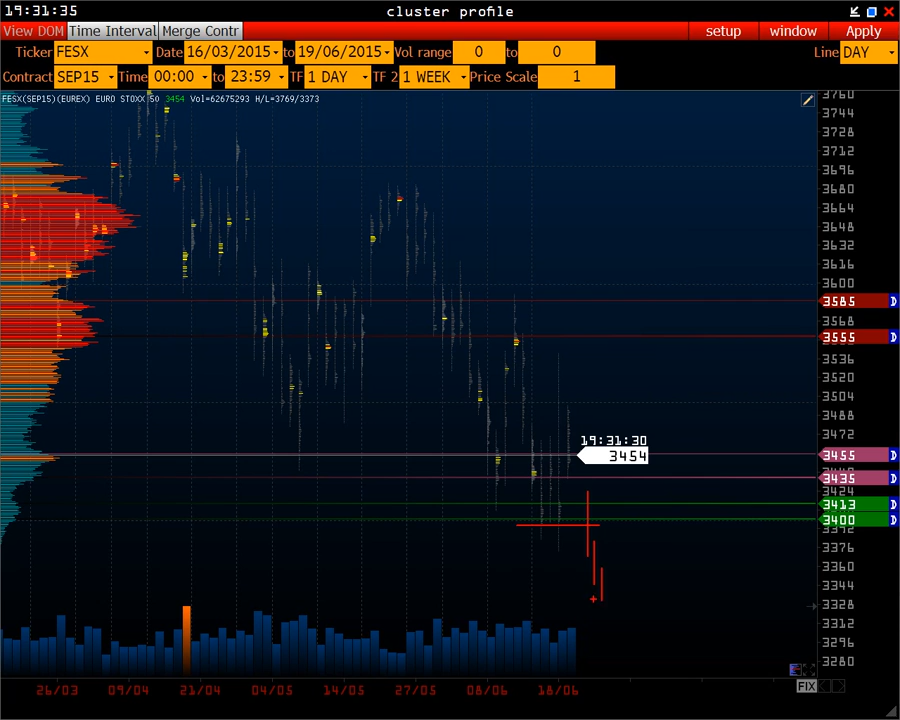 19:31:35 cluster profile
View DOM Time Interval Merge Contr setup window Apply
Ticker FESX Date 16/03/2015 to 19/06/2015 Vol range 0 to 0 Line DAY
Contract SEP15 Time 00:00 to 23:59 TF 1 DAY TF 2 1 WEEK Price Scale 1
FESX(SEP15)(EUREX) EURO STOXX 50 3454 Vol=62675293 H/L=3769/3373
3760
3744
3728
3712
3696
3680
3664
3648
3632
3616
3600
3585 D
3568
3555 D
3536
3520
3504
3488
3472
19:31:30
3454
3455 D
3435 D
3424
3413 D
3400 D
3392
3376
3360
3344
3328
3312
3296
3280
FIX
26/03 09/04 21/04 04/05 14/05 27/05 08/06 18/06